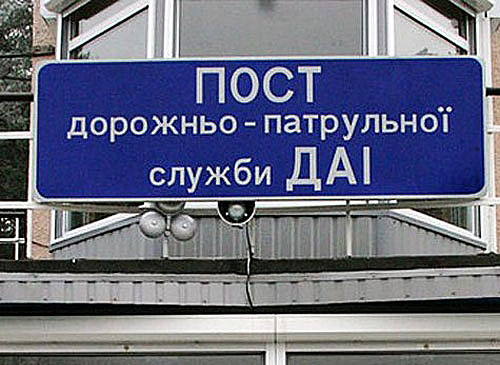 ПОСТ
дорожньо - патрульної
служби ДАІ